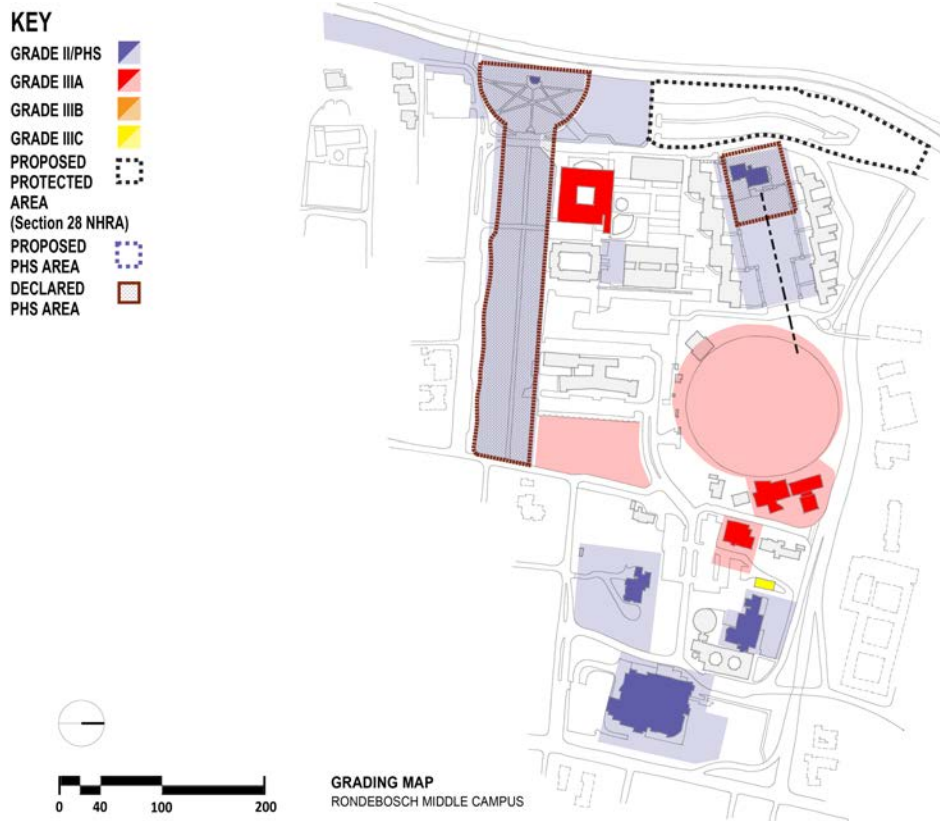 KEY
GRADE II/PHS
GRADE IIIA
GRADE IIIB
GRADE IIIC
PROPOSED
PROTECTED
AREA
(Section 28 NHRA)
PROPOSED
PHS AREA
DECLARED
PHS AREA
0 40 100 200
GRADING MAP
RONDEBOSCH MIDDLE CAMPUS